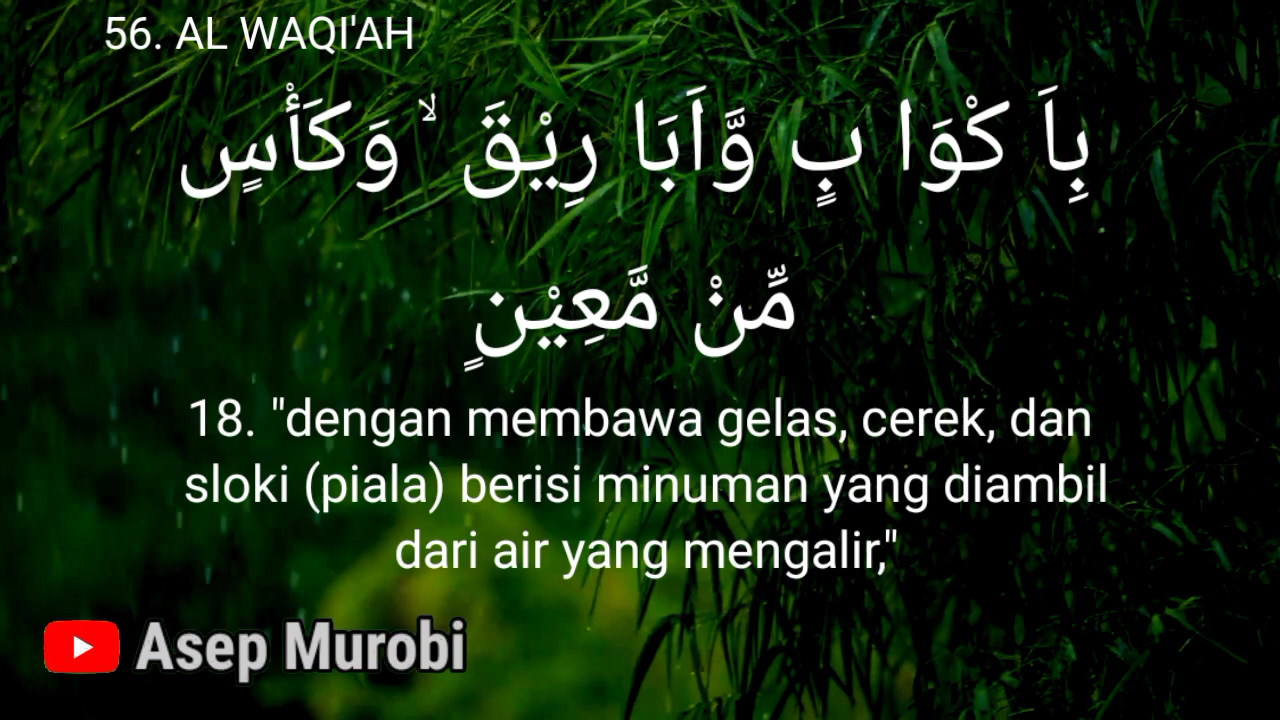 56. AL WAQI'AH
بِاَ كْوَا بٍ وَّاَبَا رِيْقَ ۙ وَكَأْسٍ
مِّنْ مَّعِيْنٍ
18. "dengan membawa gelas, cerek, dan
sloki (piala) berisi minuman yang diambil
dari air yang mengalir,"
Asep Murobi